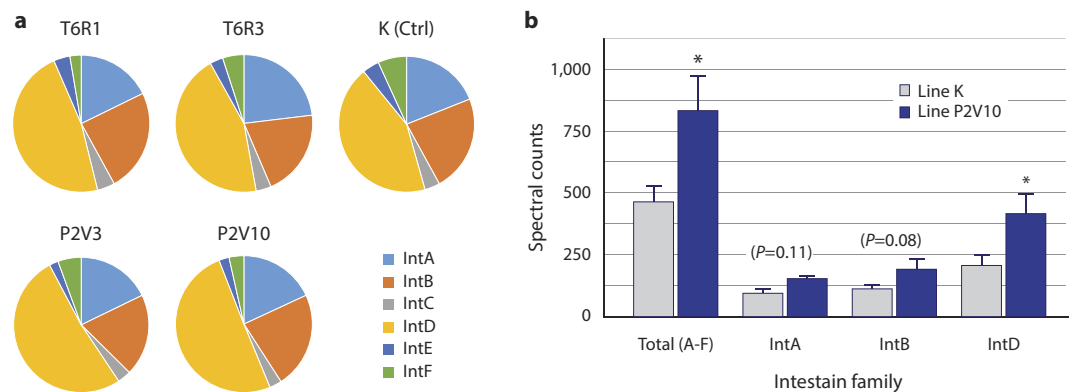 a
T6R1
T6R3
K (Ctrl)
P2V3
P2V10
IntA
IntB
IntC
IntD
IntE
IntF
b
Spectral counts
1,000
750
500
250
0
Line K
Line P2V10
*
(P=0.11)
(P=0.08)
*
Total (A-F)
IntA
IntB
IntD
Intestain family